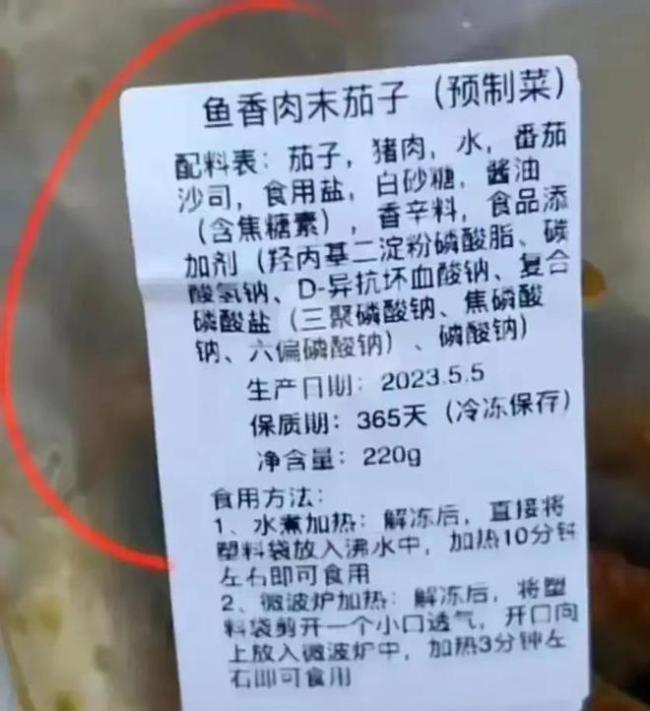 鱼香肉末茄子（预制菜）
配料表：茄子，猪肉，水，番茄
沙司，食用盐，白砂糖，酱油
（含焦糖素），香辛料，食品添
加剂（羟丙基二淀粉磷酸脂、碳
酸氢钠、D-异抗坏血酸钠、复合
磷酸盐（三聚磷酸钠、焦磷酸
钠、六偏磷酸钠）、磷酸钠）
生产日期：2023.5.5
保质期：365天（冷冻保存）
净含量：220g
食用方法：
1、水煮加热：解冻后，直接将
塑料袋放入沸水中，加热10分钟
左右即可食用
2、微波炉加热：解冻后，将塑
料袋剪开一个小口透气，开口向
上放入微波炉中，加热3分钟左
右即可食用